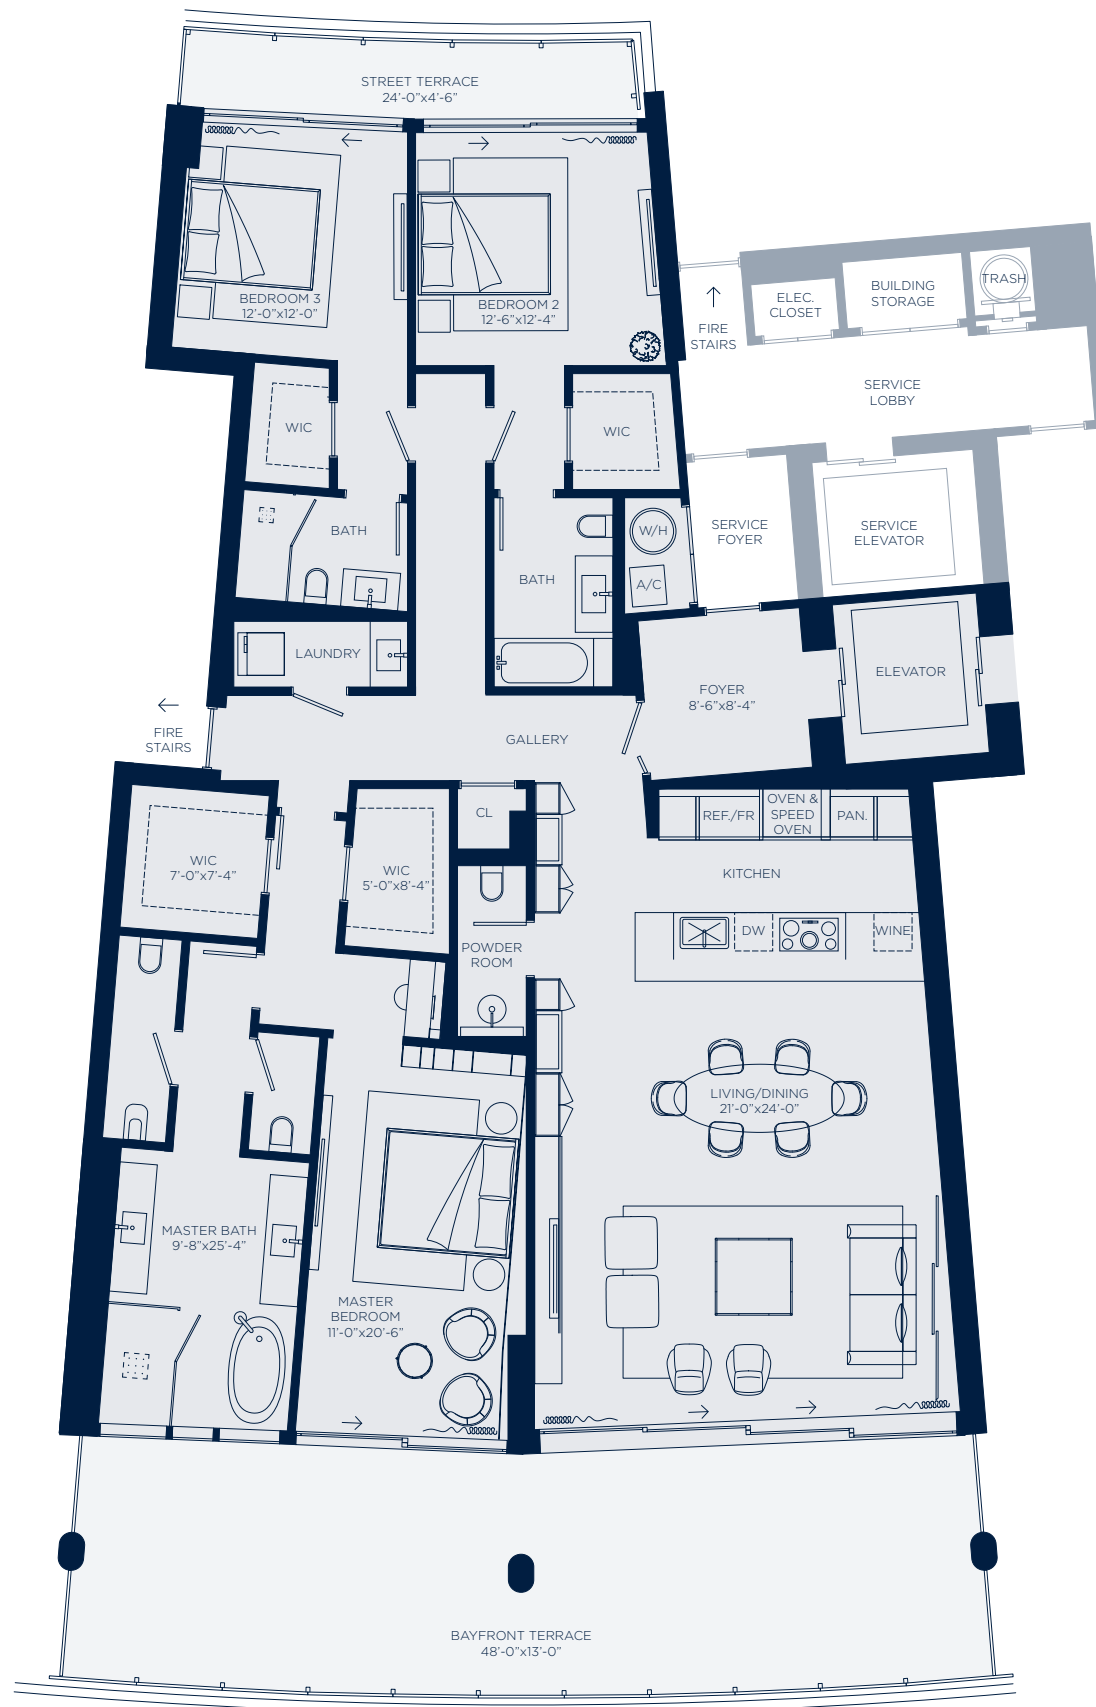 STREET TERRACE
24'-0"x4'-6"
BEDROOM 3
12'-0"x12'-0"
BEDROOM 2
12'-6"x12'-4"
FIRE
STAIRS
ELEC.
CLOSET
BUILDING
STORAGE
TRASH
SERVICE
LOBBY
WIC
WIC
BATH
BATH
W/H
A/C
SERVICE
FOYER
SERVICE
ELEVATOR
LAUNDRY
FOYER
8'-6"x8'-4"
ELEVATOR
FIRE
STAIRS
GALLERY
CL
REF./FR
OVEN &
SPEED
OVEN
PAN.
WIC
7'-0"x7'-4"
WIC
5'-0"x8'-4"
KITCHEN
POWDER
ROOM
DW
WINE
LIVING/DINING
21'-0"x24'-0"
MASTER BATH
9'-8"x25'-4"
MASTER
BEDROOM
11'-0"x20'-6"
BAYFRONT TERRACE
48'-0"x13'-0"